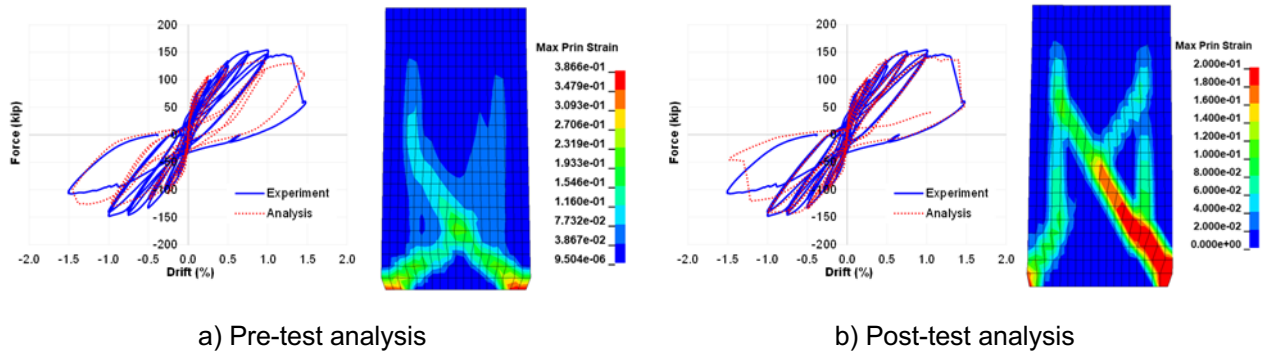 200
150
100
50
0
-50
-100
-150
-200
-2.0 -1.5 -1.0 -0.5 0.0 0.5 1.0 1.5 2.0
Force (kip)
Drift (%)
Experiment
Analysis
Max Prin Strain
3.866e-01
3.479e-01
3.093e-01
2.706e-01
2.319e-01
1.933e-01
1.546e-01
1.160e-01
7.732e-02
3.867e-02
9.504e-06
a) Pre-test analysis
200
150
100
50
0
-50
-100
-150
-200
-2.0 -1.5 -1.0 -0.5 0.0 0.5 1.0 1.5 2.0
Force (kip)
Drift (%)
Experiment
Analysis
Max Prin Strain
2.000e-01
1.800e-01
1.600e-01
1.400e-01
1.200e-01
1.000e-01
8.000e-02
6.000e-02
4.000e-02
2.000e-02
0.000e+00
b) Post-test analysis